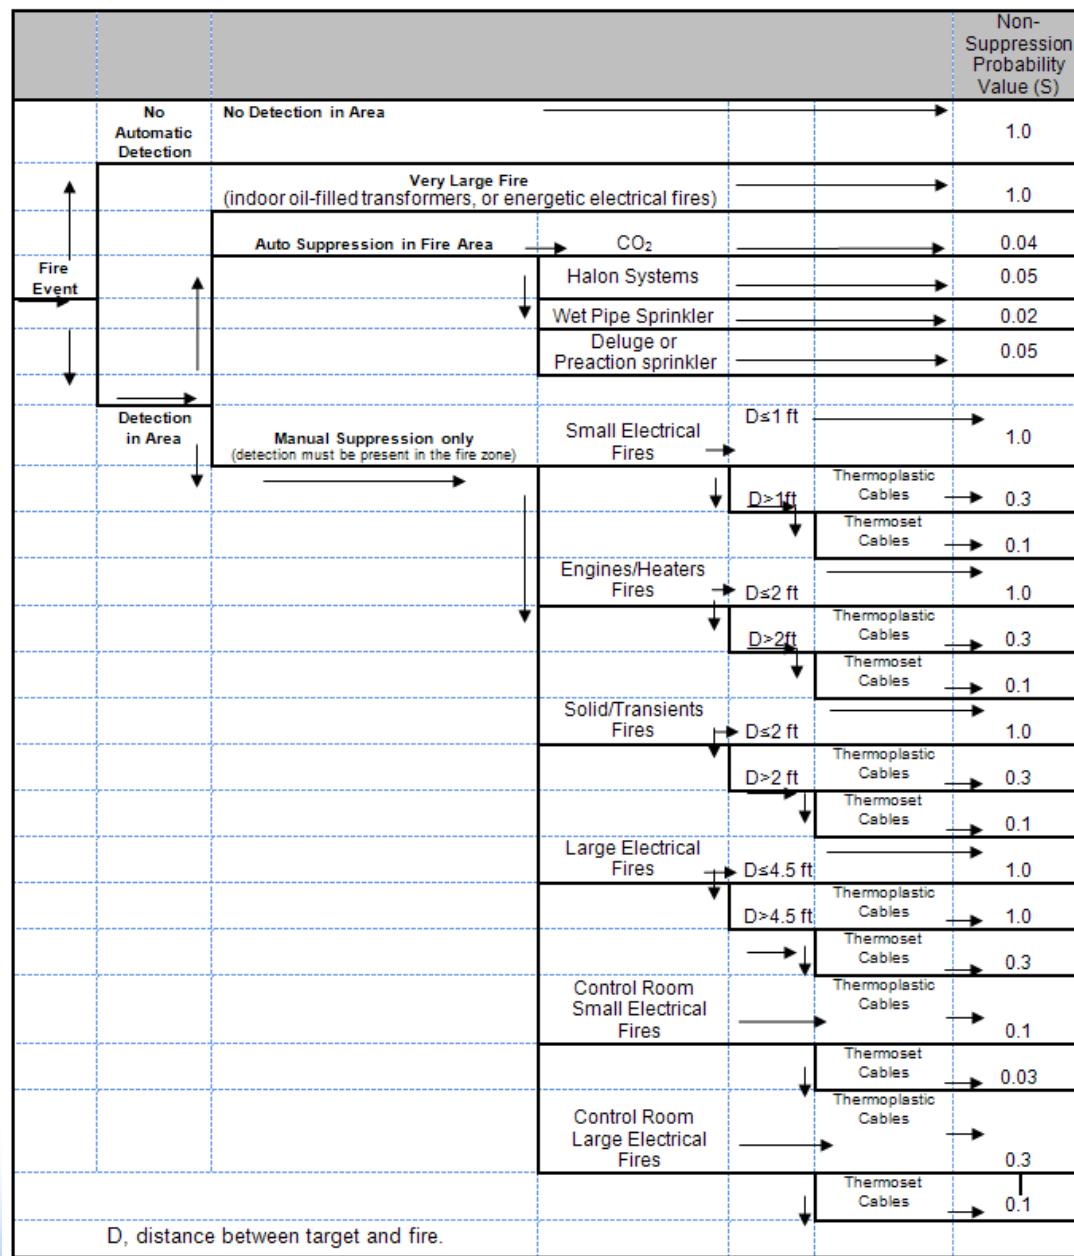 Non-
Suppression
Probability
Value (S)
No
Automatic
Detection
No Detection in Area
1.0
Very Large Fire
(indoor oil-filled transformers, or energetic electrical fires)
1.0
Auto Suppression in Fire Area
CO₂
0.04
Fire
Event
Halon Systems
0.05
Wet Pipe Sprinkler
0.02
Deluge or
Preaction sprinkler
0.05
Detection
in Area
Manual Suppression only
(detection must be present in the fire zone)
Small Electrical
Fires
D≤1 ft
1.0
D>1ft
Thermoplastic
Cables
0.3
Thermoset
Cables
0.1
Engines/Heaters
Fires
D≤2 ft
1.0
D>2ft
Thermoplastic
Cables
0.3
Thermoset
Cables
0.1
Solid/Transients
Fires
D≤2 ft
1.0
D>2 ft
Thermoplastic
Cables
0.3
Thermoset
Cables
0.1
Large Electrical
Fires
D≤4.5 ft
1.0
D>4.5 ft
Thermoplastic
Cables
1.0
Thermoset
Cables
0.3
Control Room
Small Electrical
Fires
Thermoplastic
Cables
0.1
Thermoset
Cables
0.03
Control Room
Large Electrical
Fires
Thermoplastic
Cables
0.3
Thermoset
Cables
0.1
D, distance between target and fire.